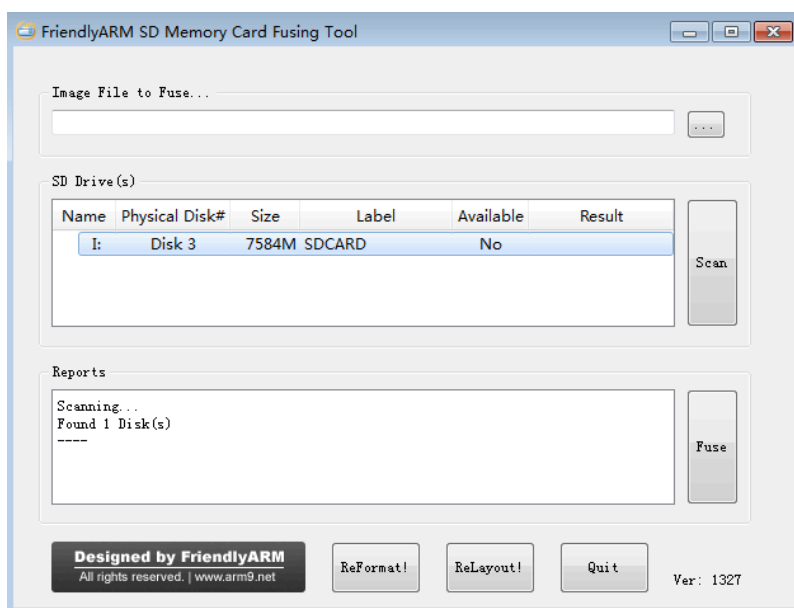 FriendlyARM SD Memory Card Fusing Tool
Image File to Fuse...
...
SD Drive(s)
Name Physical Disk# Size Label Available Result
I: Disk 3 7584M SDCARD No
Scan
Reports
Scanning...
Found 1 Disk(s)
----
Fuse
Designed by FriendlyARM
All rights reserved. | www.arm9.net
ReFormat!
ReLayout!
Quit
Ver: 1327